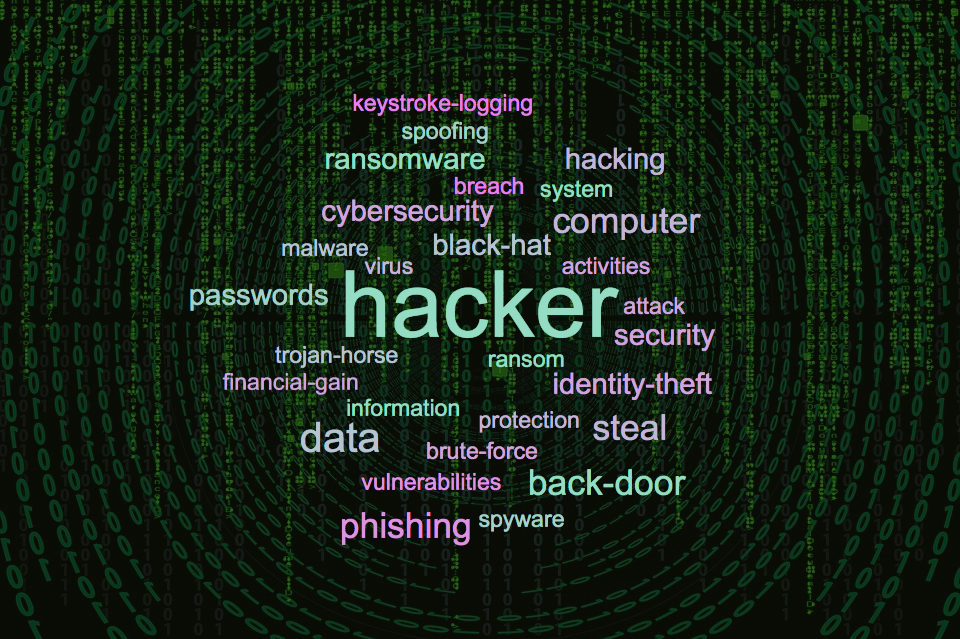 keystroke-logging
spoofing
ransomware
hacking
breach
system
cybersecurity
computer
malware
black-hat
virus
activities
passwords
hacker
attack
security
trojan-horse
ransom
financial-gain
identity-theft
information
protection
data
steal
brute-force
vulnerabilities
back-door
phishing
spyware